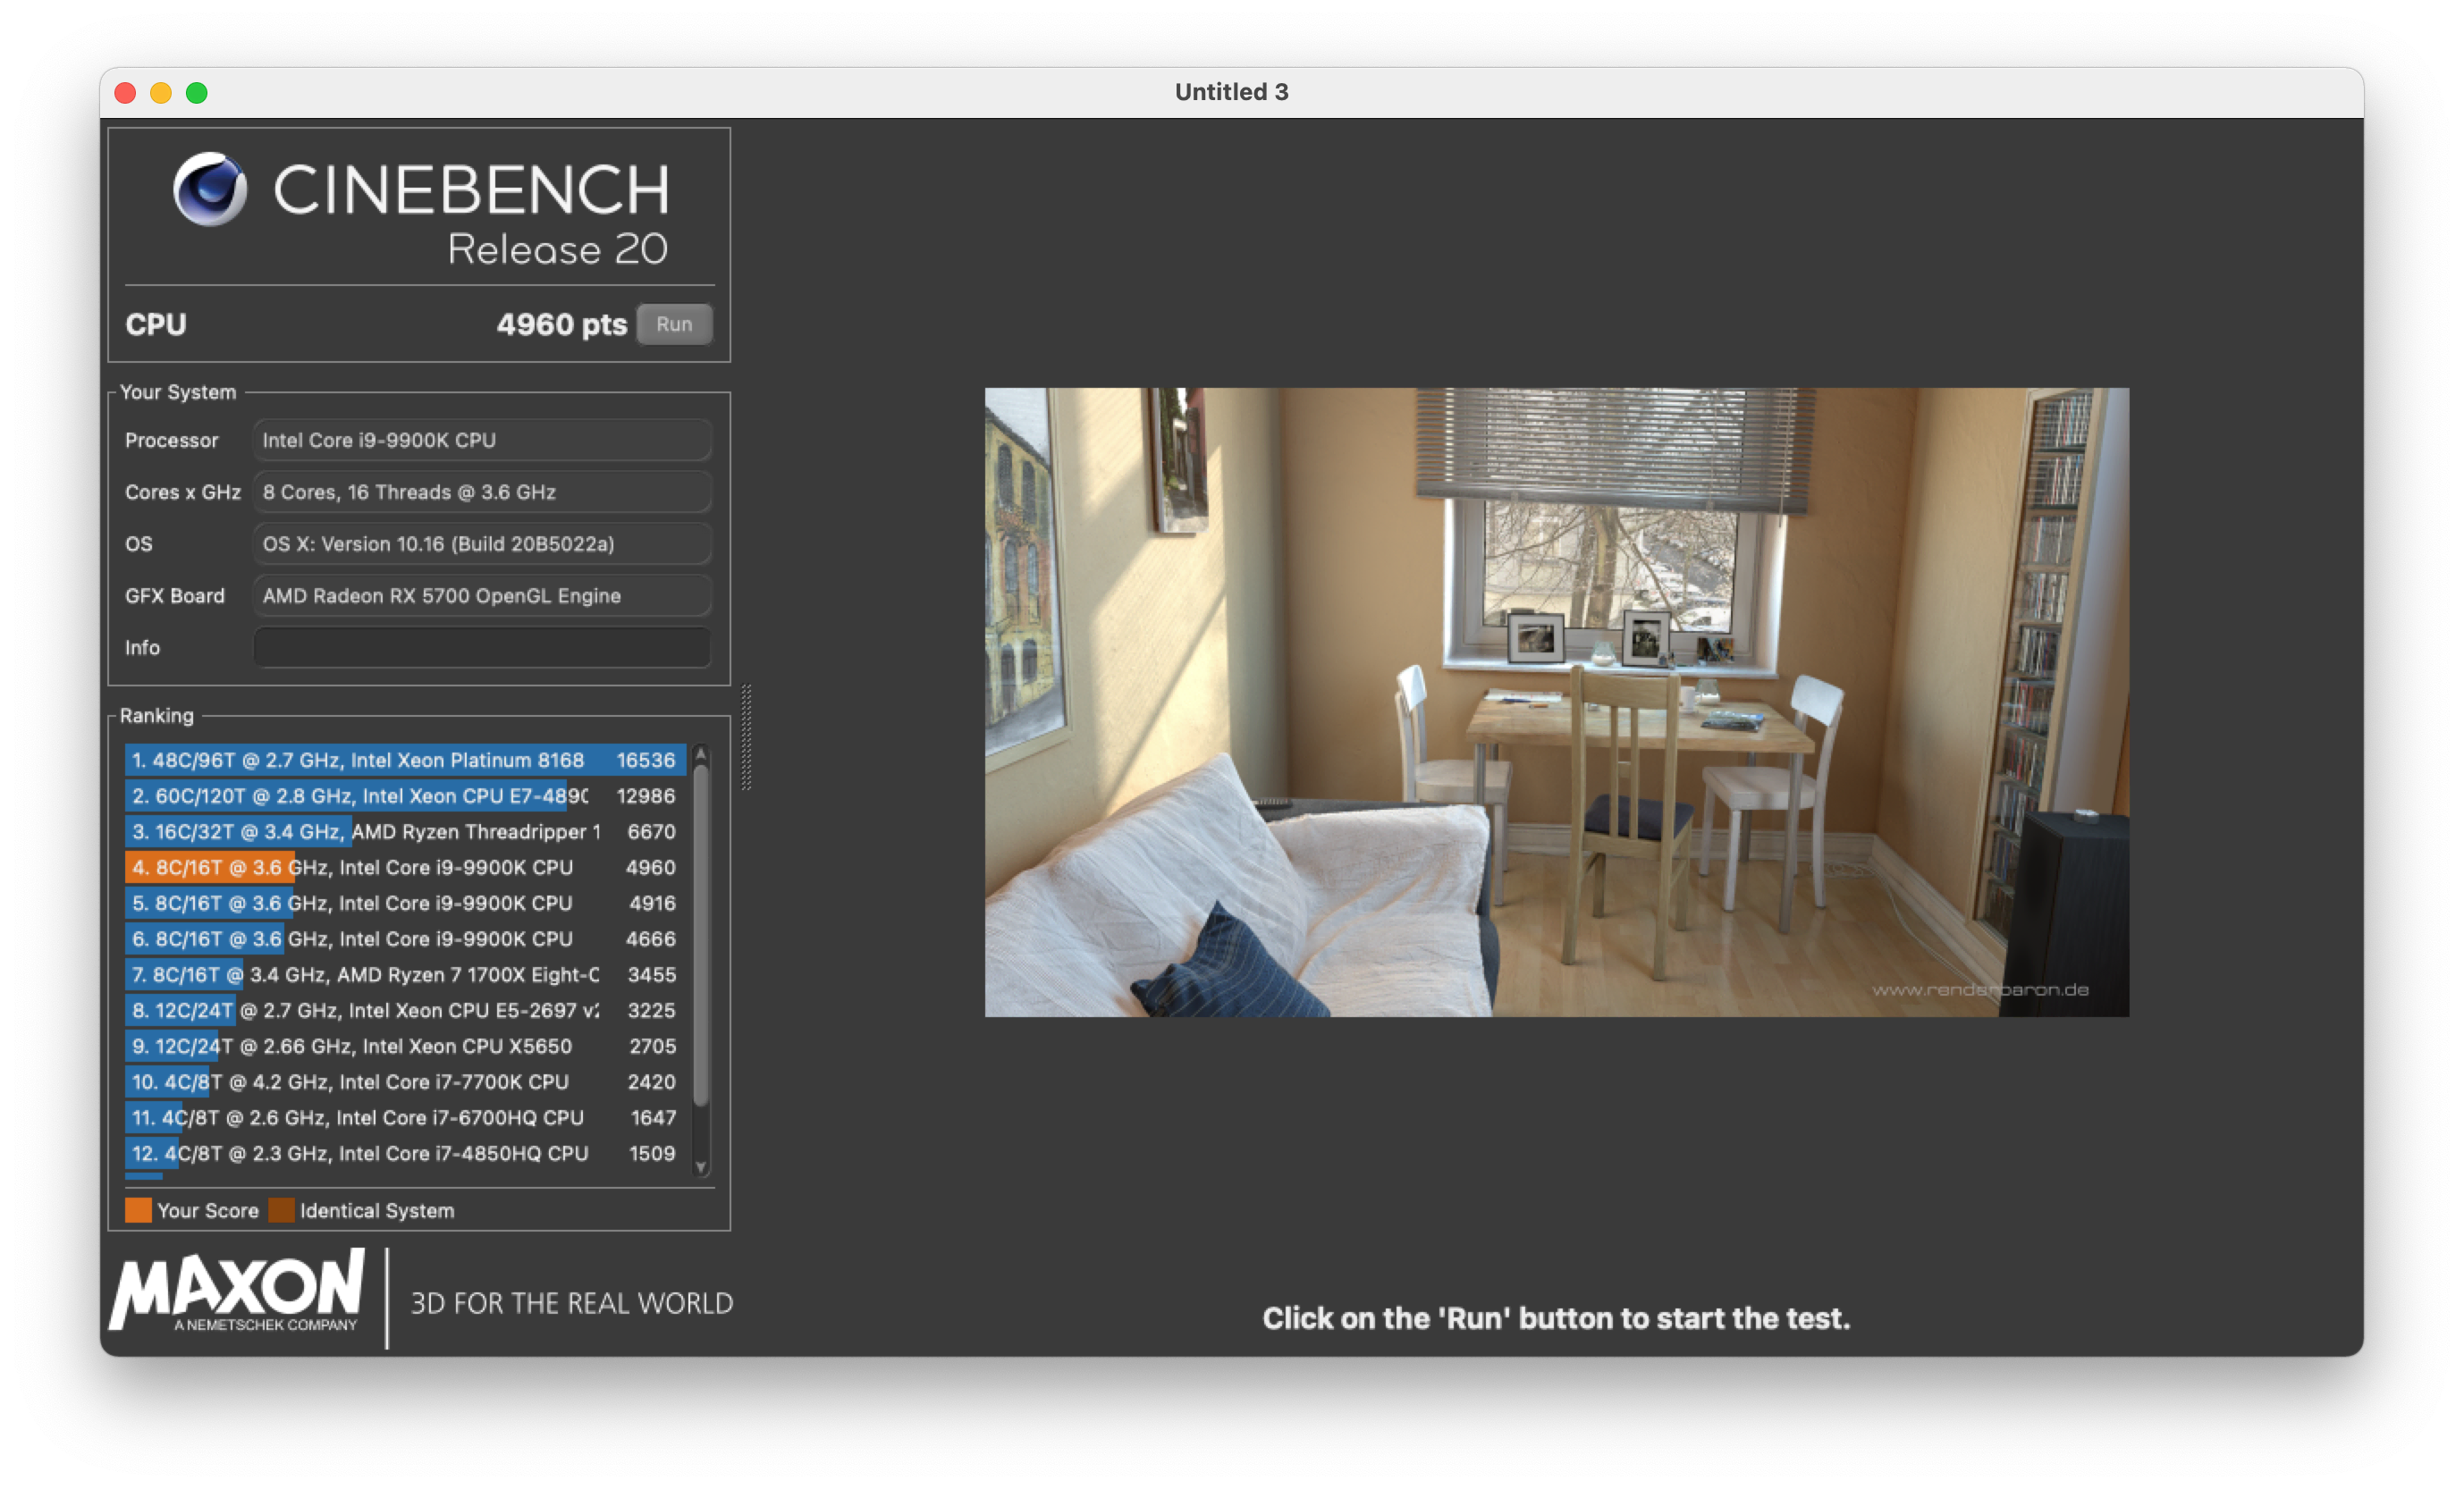 Untitled 3
CINEBENCH
Release 20
CPU 4960 pts Run
Your System
Processor Intel Core i9-9900K CPU
Cores x GHz 8 Cores, 16 Threads @ 3.6 GHz
OS OS X: Version 10.16 (Build 20B5022a)
GFX Board AMD Radeon RX 5700 OpenGL Engine
Info
Ranking
1. 48C/96T @ 2.7 GHz, Intel Xeon Platinum 8168 16536
2. 60C/120T @ 2.8 GHz, Intel Xeon CPU E7-489 12986
3. 16C/32T @ 3.4 GHz, AMD Ryzen Threadripper 1 6670
4. 8C/16T @ 3.6 GHz, Intel Core i9-9900K CPU 4960
5. 8C/16T @ 3.6 GHz, Intel Core i9-9900K CPU 4916
6. 8C/16T @ 3.6 GHz, Intel Core i9-9900K CPU 4666
7. 8C/16T @ 3.4 GHz, AMD Ryzen 7 1700X Eight-C 3455
8. 12C/24T @ 2.7 GHz, Intel Xeon CPU E5-2697 v2 3225
9. 12C/24T @ 2.66 GHz, Intel Xeon CPU X5650 2705
10. 4C/8T @ 4.2 GHz, Intel Core i7-7700K CPU 2420
11. 4C/8T @ 2.6 GHz, Intel Core i7-6700HQ CPU 1647
12. 4C/8T @ 2.3 GHz, Intel Core i7-4850HQ CPU 1509
Your Score Identical System
MAXON
A NEMETSCHEK COMPANY
3D FOR THE REAL WORLD
www.renderbaron.de
Click on the 'Run' button to start the test.